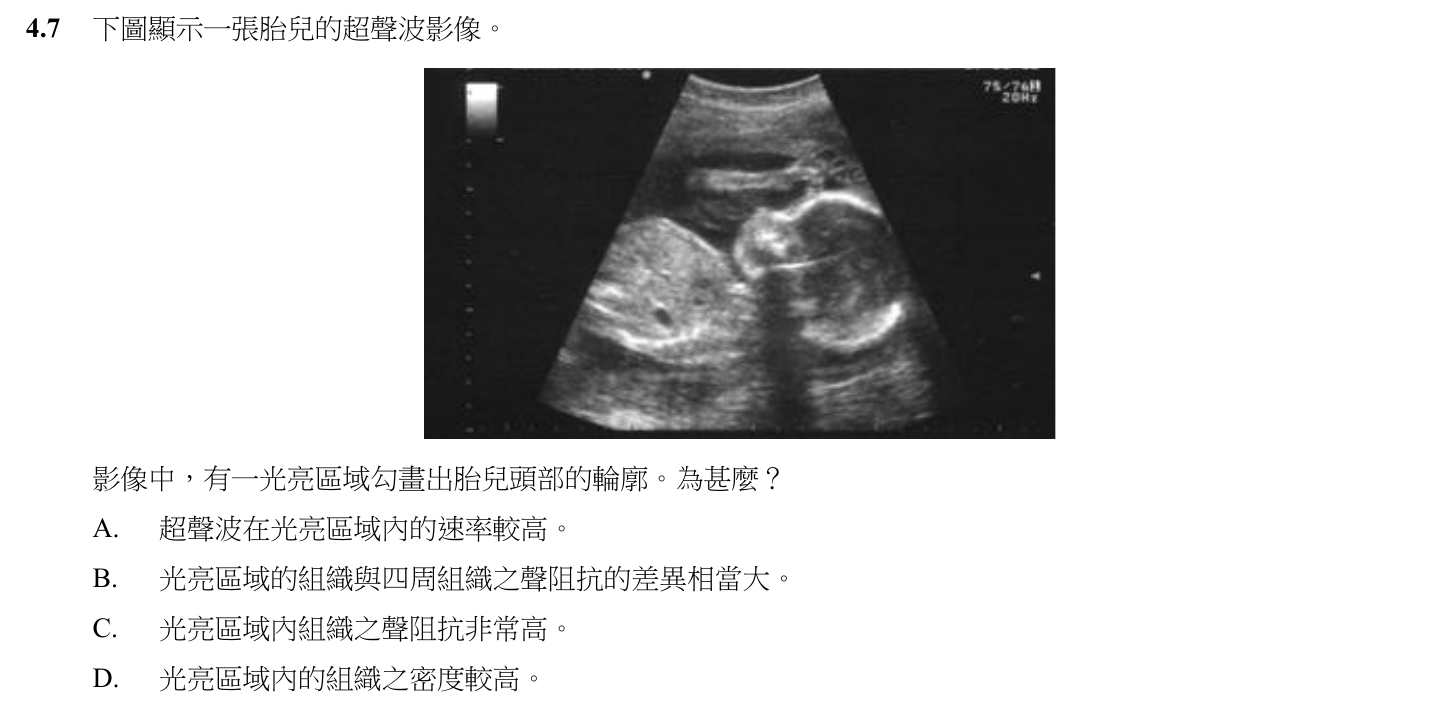 4.7 下圖顯示一張胎兒的超聲波影像。
20Hz
影像中，有一光亮區域勾畫出胎兒頭部的輪廓。為甚麼？
A. 超聲波在光亮區域內的速率較高。
B. 光亮區域的組織與四周組織之聲阻抗的差異相當大。
C. 光亮區域內組織之聲阻抗非常高。
D. 光亮區域內的組織之密度較高。